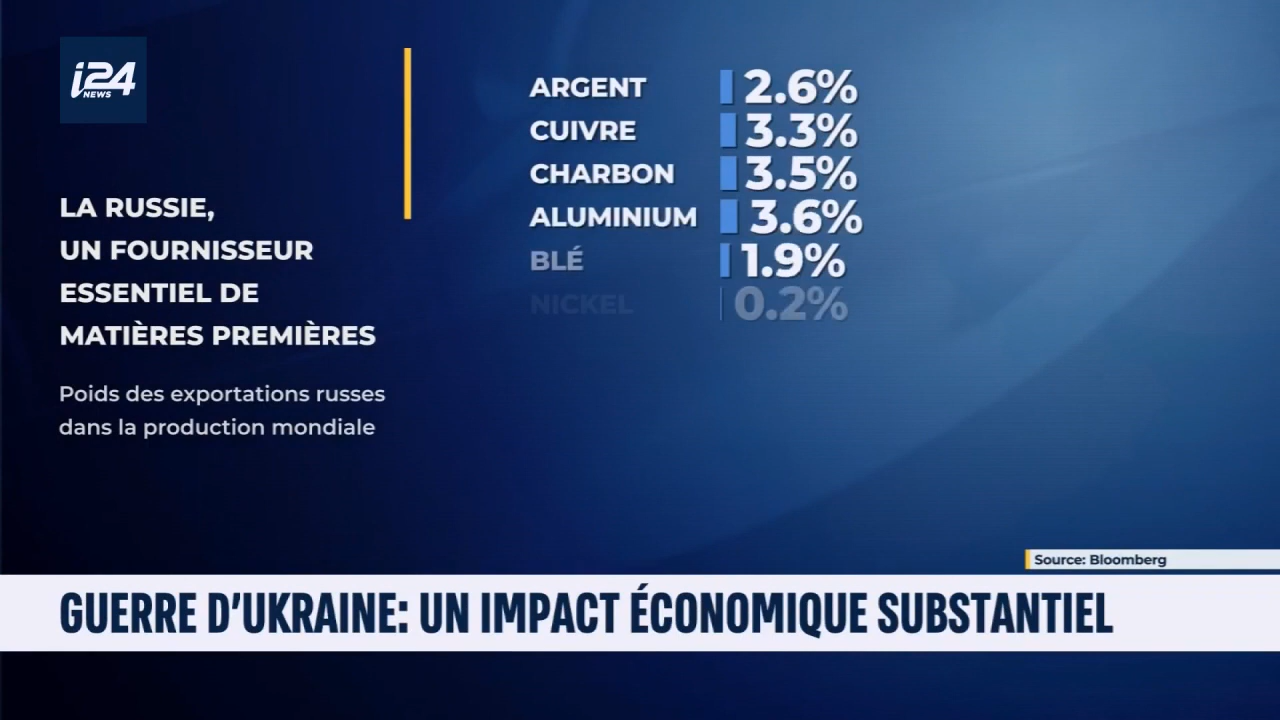 i24
NEWS
LA RUSSIE,
UN FOURNISSEUR
ESSENTIEL DE
MATIÈRES PREMIÈRES
Poids des exportations russes
dans la production mondiale
ARGENT 2.6%
CUIVRE 3.3%
CHARBON 3.5%
ALUMINIUM 3.6%
BLÉ 1.9%
NICKEL 0.2%
Source: Bloomberg
GUERRE D'UKRAINE: UN IMPACT ÉCONOMIQUE SUBSTANTIEL